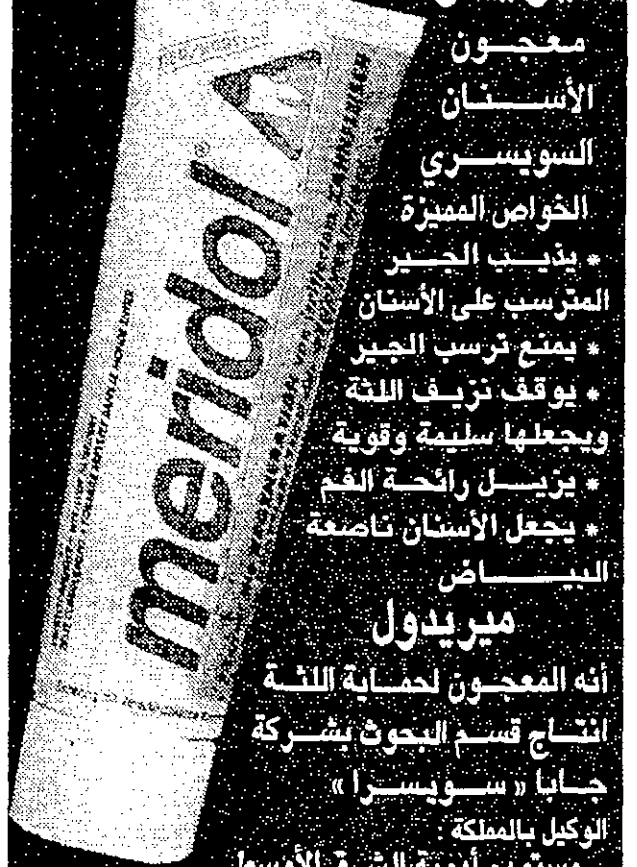 معجون
الأسنان
السويسري
الخواص المميزة
* يذيب الجير
المترسب على الأسنان
* يمنع ترسب الجير
* يوقف نزيف اللثة
ويجعلها سليمة وقوية
* يزيل رائحة الفم
* يجعل الأسنان ناصعة
البياض
ميريدول
أنه المعجون لحماية اللثة
انتاج قسم البحوث بشركة
جابا « سويسرا »
الوكيل بالمملكة :
الشرق الأوسط
meridol®